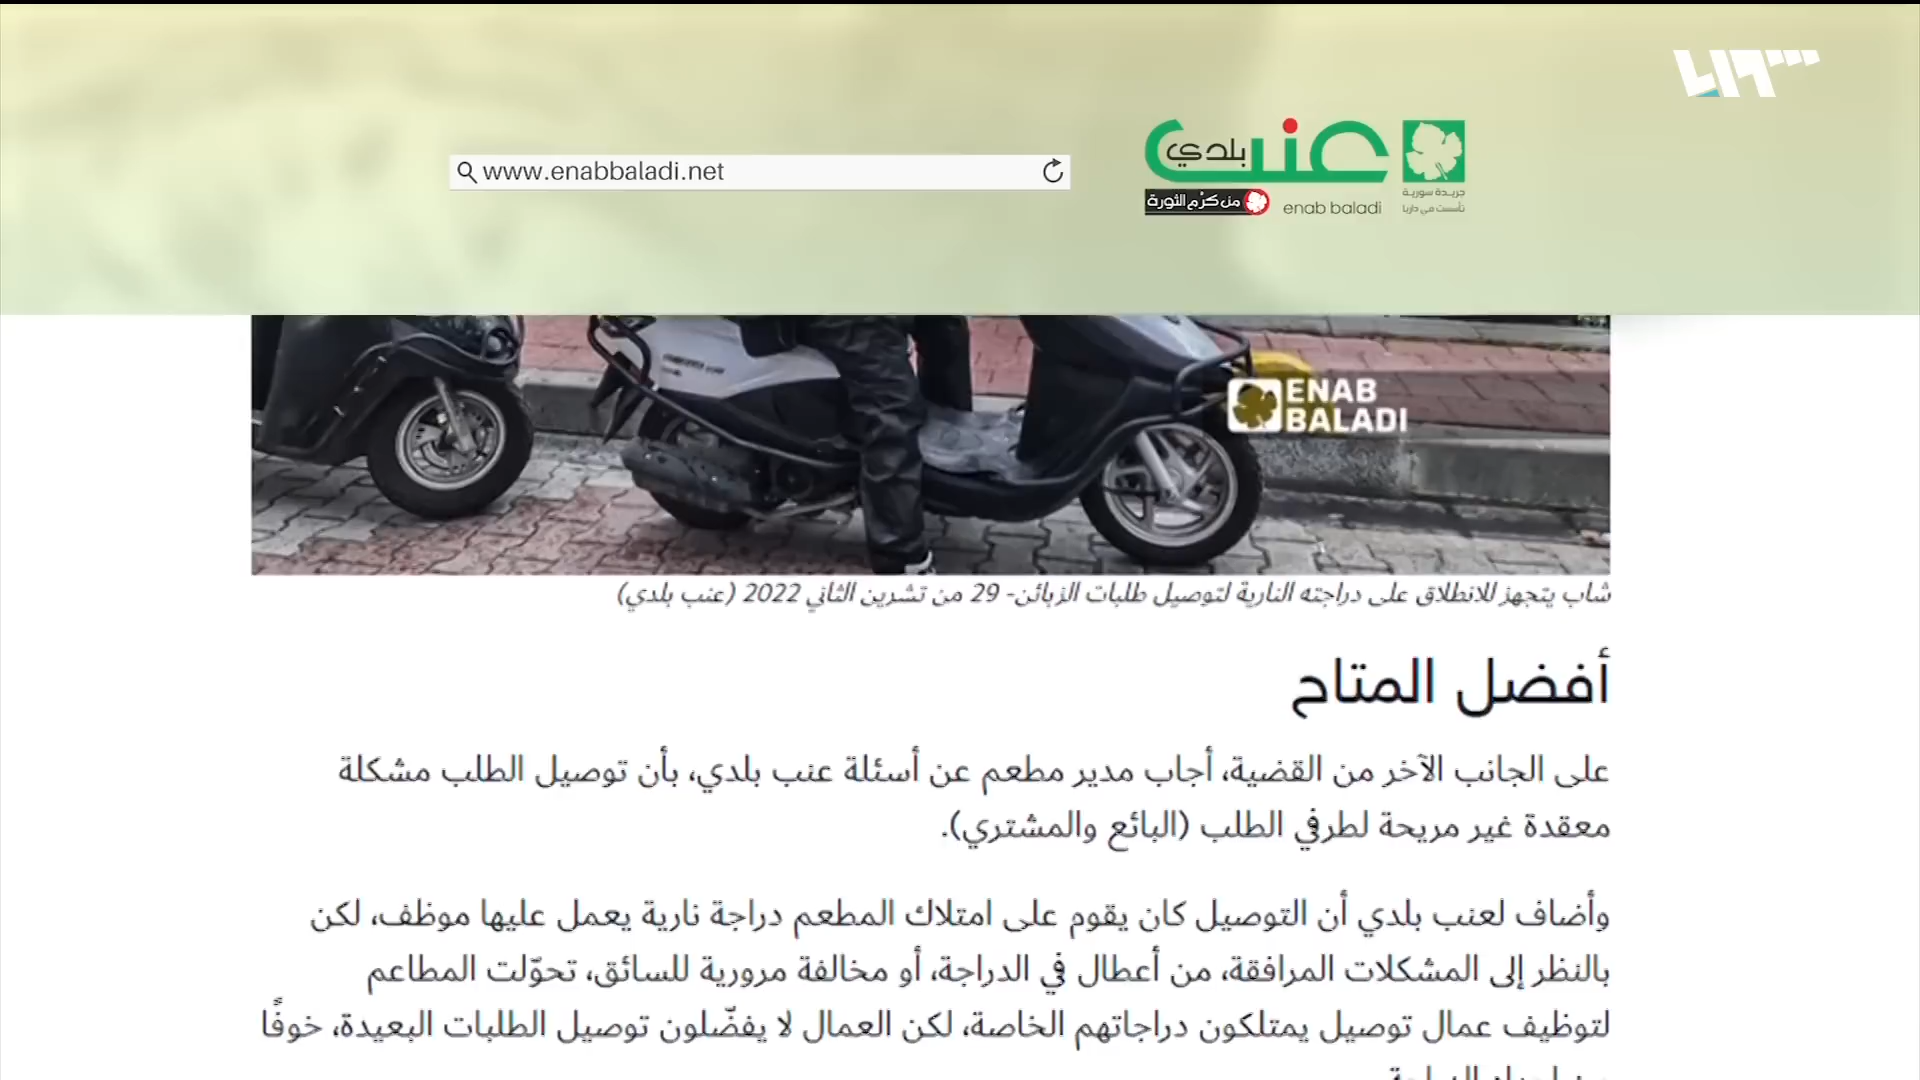 سوريا
www.enabbaladi.net
عنب بلدي
من كرم الثورة
enab baladi
جريدة سورية
تأسست في داريا
ENAB
BALADI
شاب يتجهز للانطلاق على دراجته النارية لتوصيل طلبات الزبائن- 29 من تشرين الثاني 2022 (عنب بلدي)
أفضل المتاح
على الجانب الآخر من القضية، أجاب مدير مطعم عن أسئلة عنب بلدي، بأن توصيل الطلب مشكلة
معقدة غير مريحة لطرفي الطلب (البائع والمشتري).
وأضاف لعنب بلدي أن التوصيل كان يقوم على امتلاك المطعم دراجة نارية يعمل عليها موظف، لكن
بالنظر إلى المشكلات المرافقة، من أعطال في الدراجة، أو مخالفة مرورية للسائق، تحوّلت المطاعم
لتوظيف عمال توصيل يمتلكون دراجاتهم الخاصة، لكن العمال لا يفضّلون توصيل الطلبات البعيدة، خوفًا